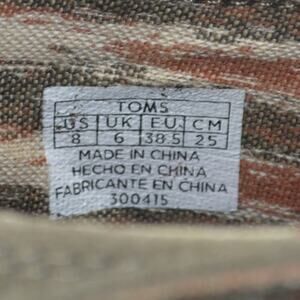 TOMS
US UK EU CM
8 6 38.5 25
MADE IN CHINA
HECHO EN CHINA
FABRICANTE EN CHINA
300415